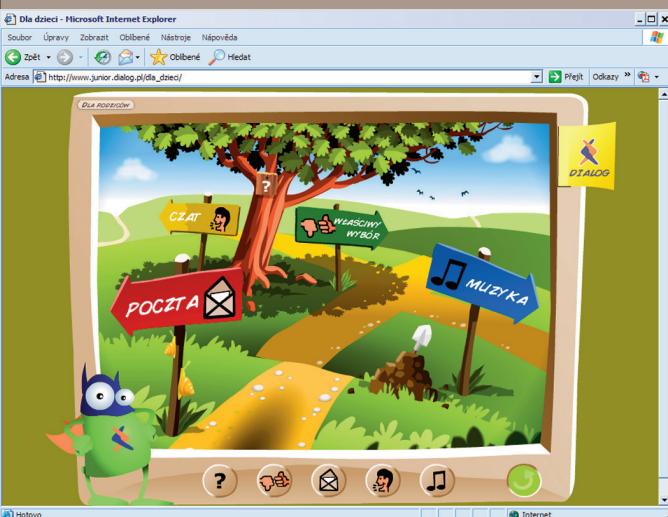 Dla dzieci - Microsoft Internet Explorer
Soubor Úpravy Zobrazit Oblíbené Nástroje Nápověda
Zpět Oblíbené Hledat
Adresa http://www.junior.dialog.pl/dla_dzieci/ Přejít Odkazy »
DLA RODZICÓW
DIALOG
?
CZAT
WŁAŚCIWY
WYBÓR
MUZYKA
POCZTA
?
Hotovo Internet